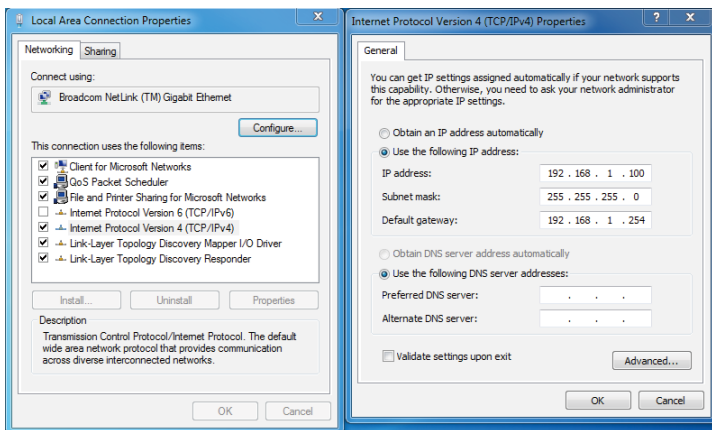 Local Area Connection Properties
Networking
Sharing
Connect using:
Broadcom NetLink (TM) Gigabit Ethernet
Configure...
This connection uses the following items:
Client for Microsoft Networks
QoS Packet Scheduler
File and Printer Sharing for Microsoft Networks
Internet Protocol Version 6 (TCP/IPv6)
Internet Protocol Version 4 (TCP/IPv4)
Link-Layer Topology Discovery Mapper I/O Driver
Link-Layer Topology Discovery Responder
Install...
Uninstall
Properties
Description
Transmission Control Protocol/Internet Protocol. The default
wide area network protocol that provides communication
across diverse interconnected networks.
OK
Cancel
Internet Protocol Version 4 (TCP/IPv4) Properties
General
You can get IP settings assigned automatically if your network supports
this capability. Otherwise, you need to ask your network administrator
for the appropriate IP settings.
Obtain an IP address automatically
Use the following IP address:
IP address: 192 . 168 . 1 . 100
Subnet mask: 255 . 255 . 255 . 0
Default gateway: 192 . 168 . 1 . 254
Obtain DNS server address automatically
Use the following DNS server addresses:
Preferred DNS server: . . .
Alternate DNS server: . . .
Validate settings upon exit
Advanced...
OK
Cancel